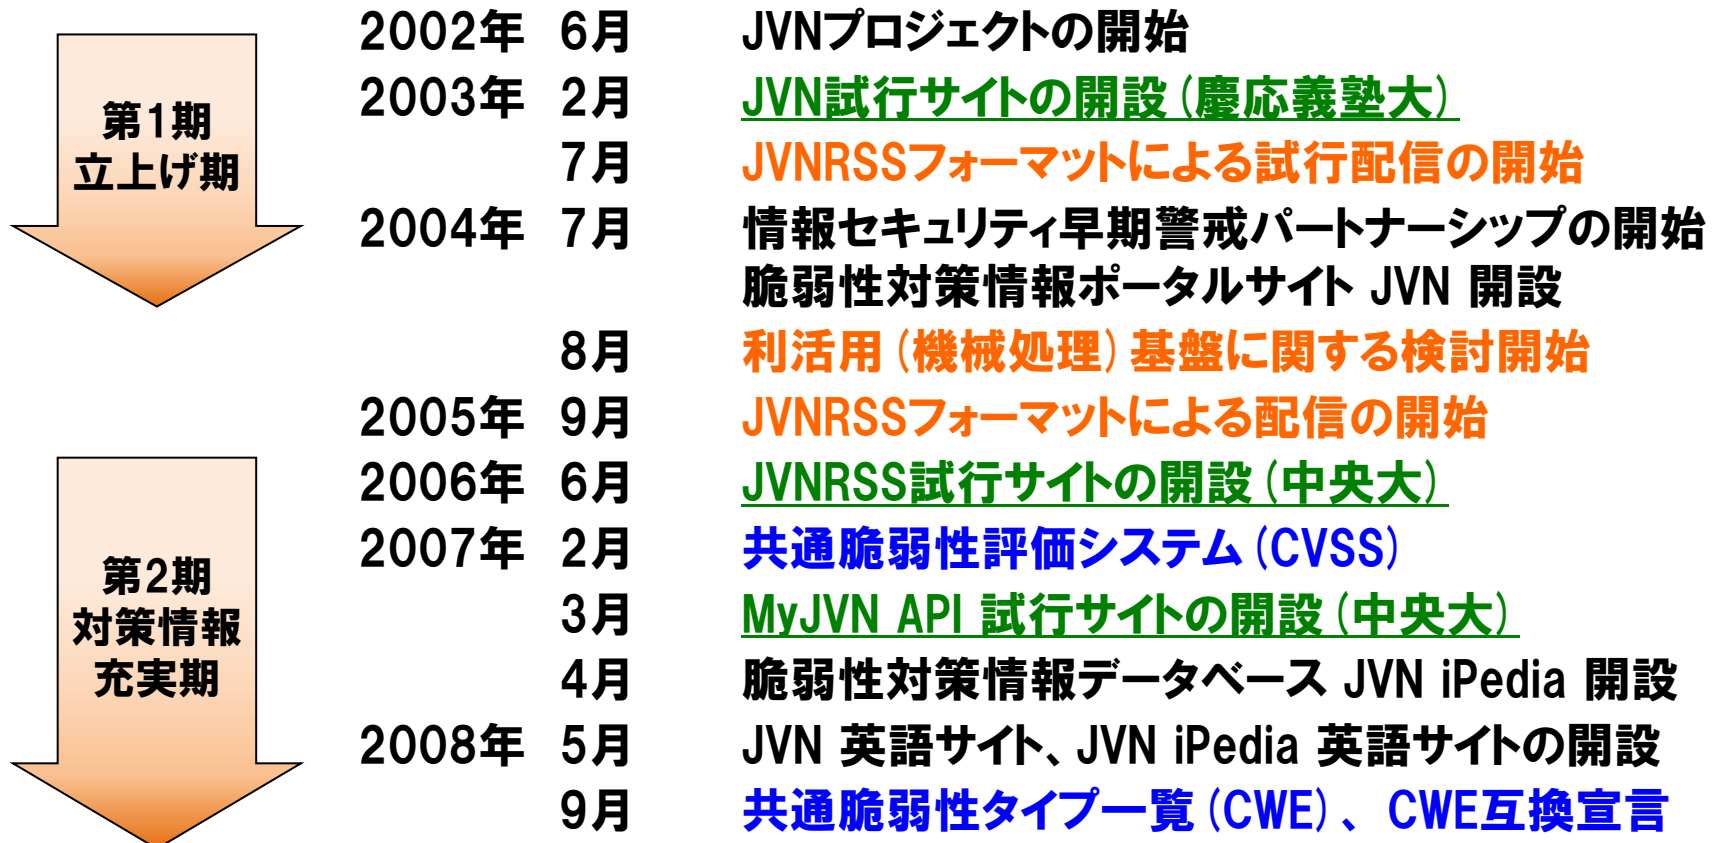 第1期
立上げ期
2002年 6月 JVNプロジェクトの開始
2003年 2月 JVN試行サイトの開設(慶応義塾大)
7月 JVNRSSフォーマットによる試行配信の開始
2004年 7月 情報セキュリティ早期警戒パートナーシップの開始
脆弱性対策情報ポータルサイト JVN 開設
8月 利活用(機械処理)基盤に関する検討開始
2005年 9月 JVNRSSフォーマットによる配信の開始
第2期
対策情報
充実期
2006年 6月 JVNRSS試行サイトの開設(中央大)
2007年 2月 共通脆弱性評価システム(CVSS)
3月 MyJVN API 試行サイトの開設(中央大)
4月 脆弱性対策情報データベース JVN iPedia 開設
2008年 5月 JVN 英語サイト、JVN iPedia 英語サイトの開設
9月 共通脆弱性タイプ一覧(CWE)、CWE互換宣言